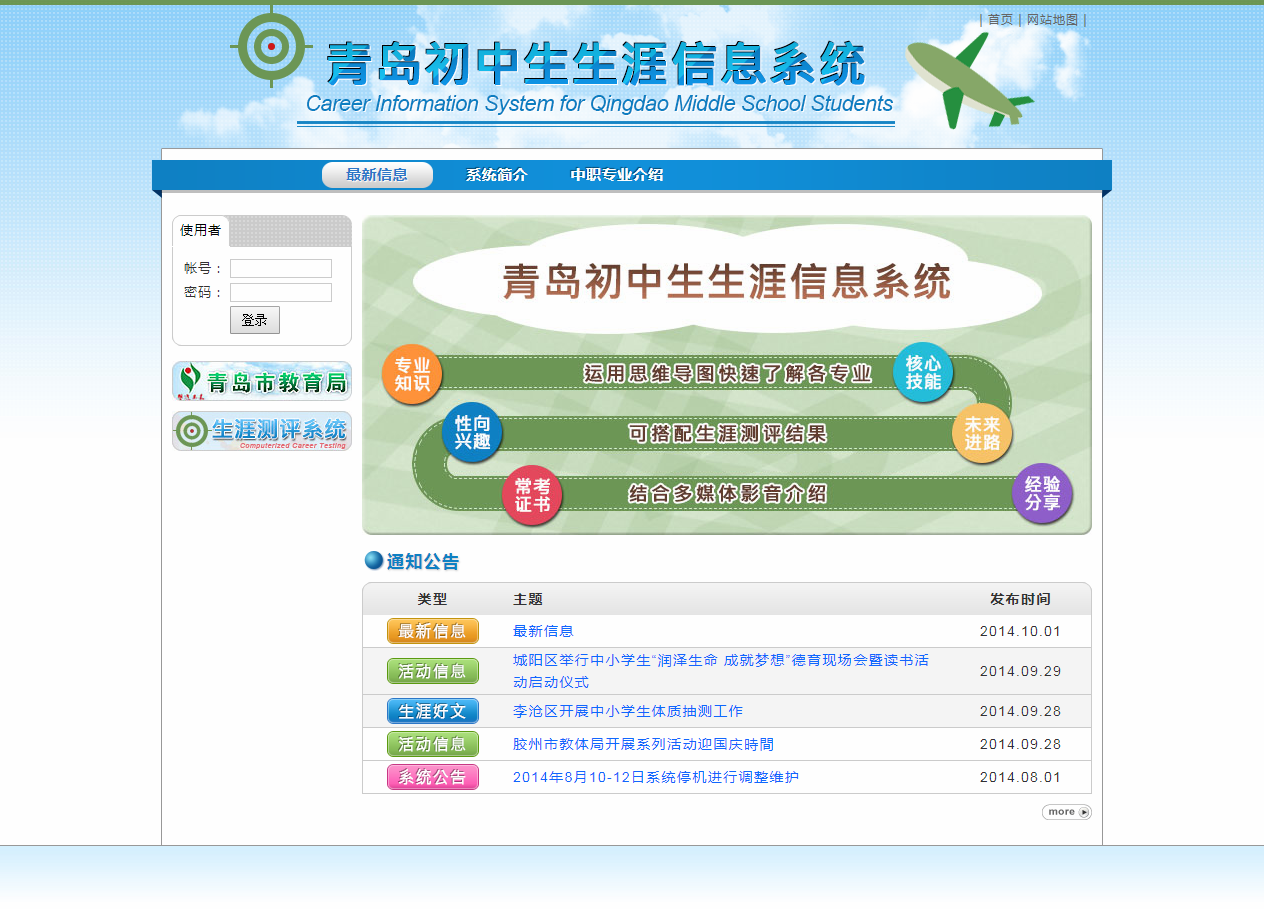 | 首页 | 网站地图 |
青岛初中生生涯信息系统
Career Information System for Qingdao Middle School Students
最新信息 系统简介 中职专业介绍
使用者
帐号：
密码：
登录
青岛市教育局
生涯测评系统
Computerized Career Testing
青岛初中生生涯信息系统
专业
知识
运用思维导图快速了解各专业
核心
技能
性向
兴趣
可搭配生涯测评结果
未来
进路
常考
证书
结合多媒体影音介绍
经验
分享
通知公告
类型 主题 发布时间
最新信息 最新信息 2014.10.01
活动信息 城阳区举行中小学生“润泽生命 成就梦想”德育现场会暨读书活
动启动仪式 2014.09.29
生涯好文 李沧区开展中小学生体质抽测工作 2014.09.28
活动信息 胶州市教体局开展系列活动迎国庆時間 2014.09.28
系统公告 2014年8月10-12日系统停机进行调整维护 2014.08.01
more